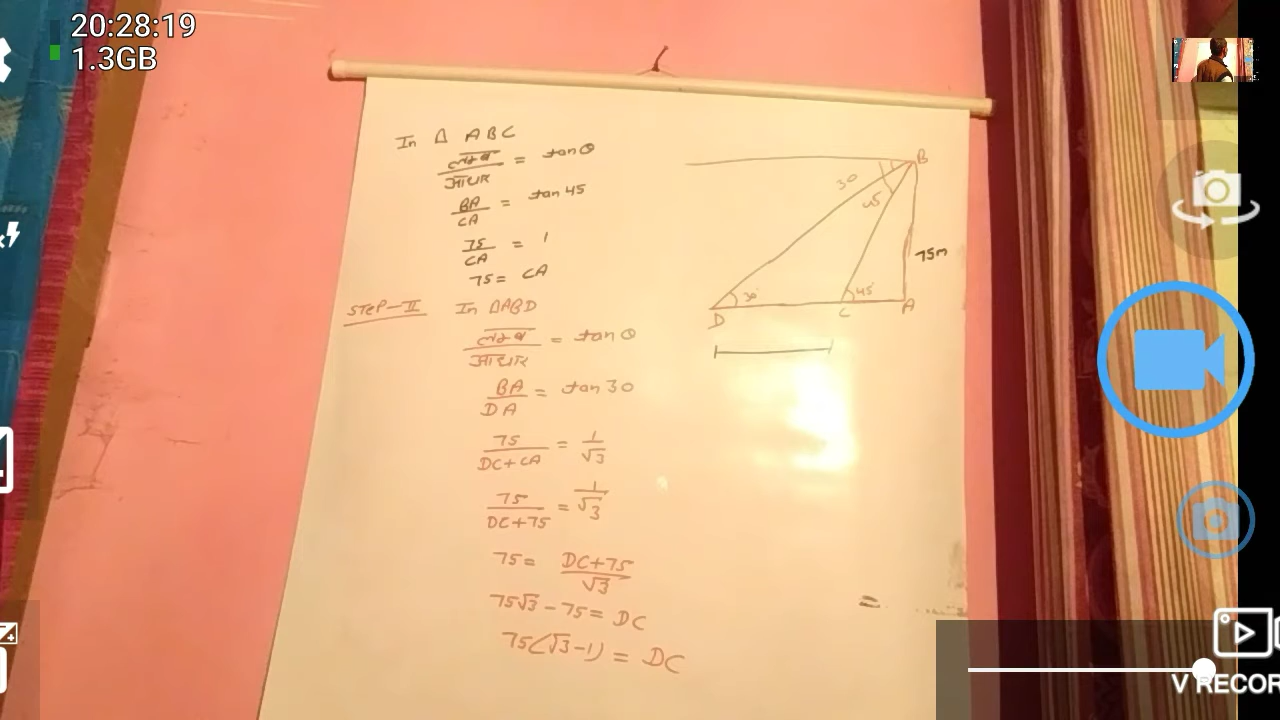 20:28:19
1.3GB
In Δ ABC
लम्ब / आधार = tan θ
BA / CA = tan 45
75 / CA = 1
75 = CA
STEP-II In ΔABD
लम्ब / आधार = tan θ
BA / DA = tan 30
75 / DC+CA = 1 / √3
75 / DC+75 = 1 / √3
75 = DC+75 / √3
75√3 - 75 = DC
75(√3-1) = DC
B
30
45
75m
30°
45°
D
C
A
=
V RECOR